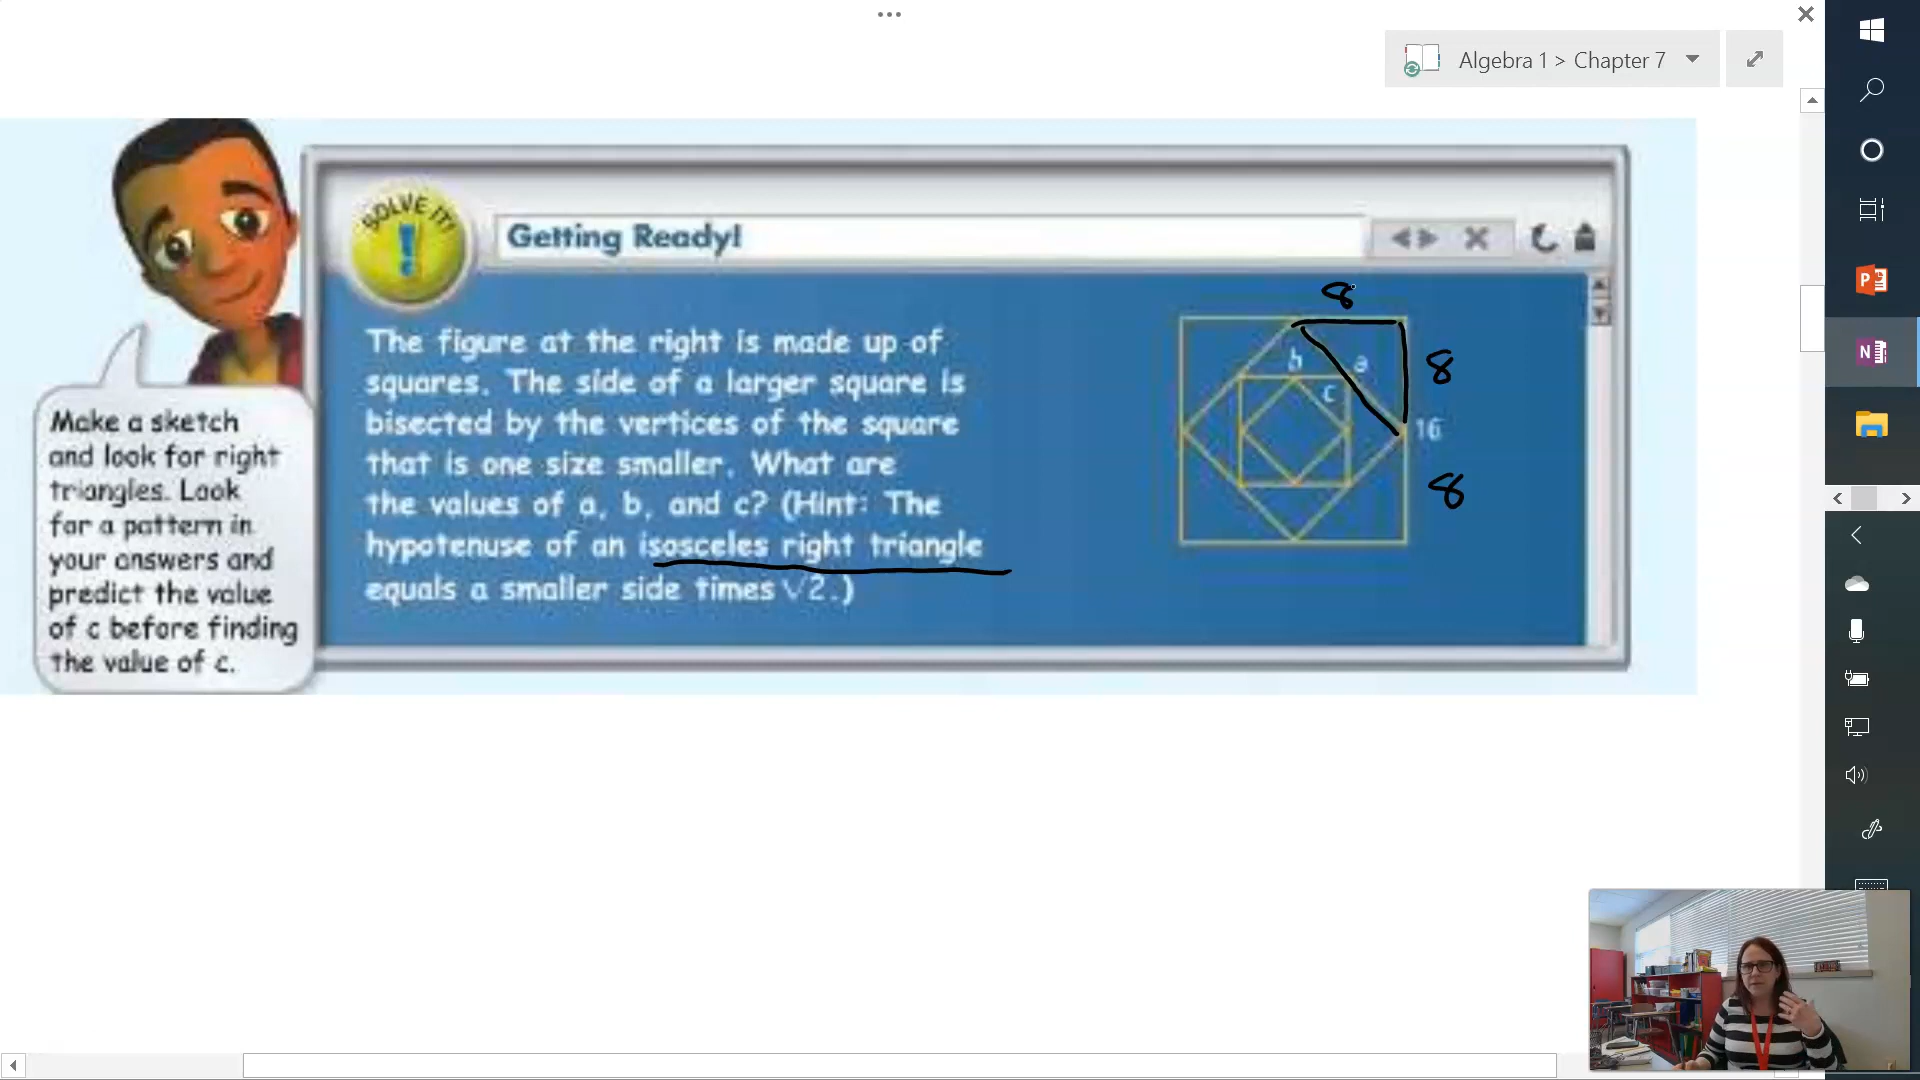 Algebra 1 > Chapter 7
SOLVE IT!
Getting Ready!
The figure at the right is made up of
squares. The side of a larger square is
bisected by the vertices of the square
that is one size smaller. What are
the values of a, b, and c? (Hint: The
hypotenuse of an isosceles right triangle
equals a smaller side times √2.)
8
b
a
8
c
16
8
Make a sketch
and look for right
triangles. Look
for a pattern in
your answers and
predict the value
of c before finding
the value of c.